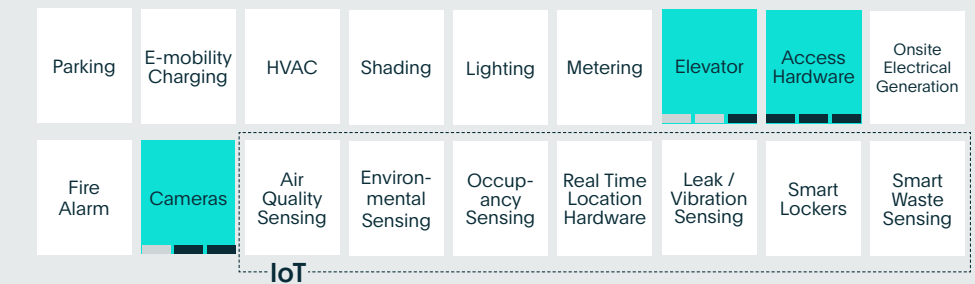 Parking
E-mobility
Charging
HVAC
Shading
Lighting
Metering
Elevator
Access
Hardware
Onsite
Electrical
Generation
Fire
Alarm
Cameras
Air
Quality
Sensing
Environ-
mental
Sensing
Occup-
ancy
Sensing
Real Time
Location
Hardware
Leak /
Vibration
Sensing
Smart
Lockers
Smart
Waste
Sensing
IoT